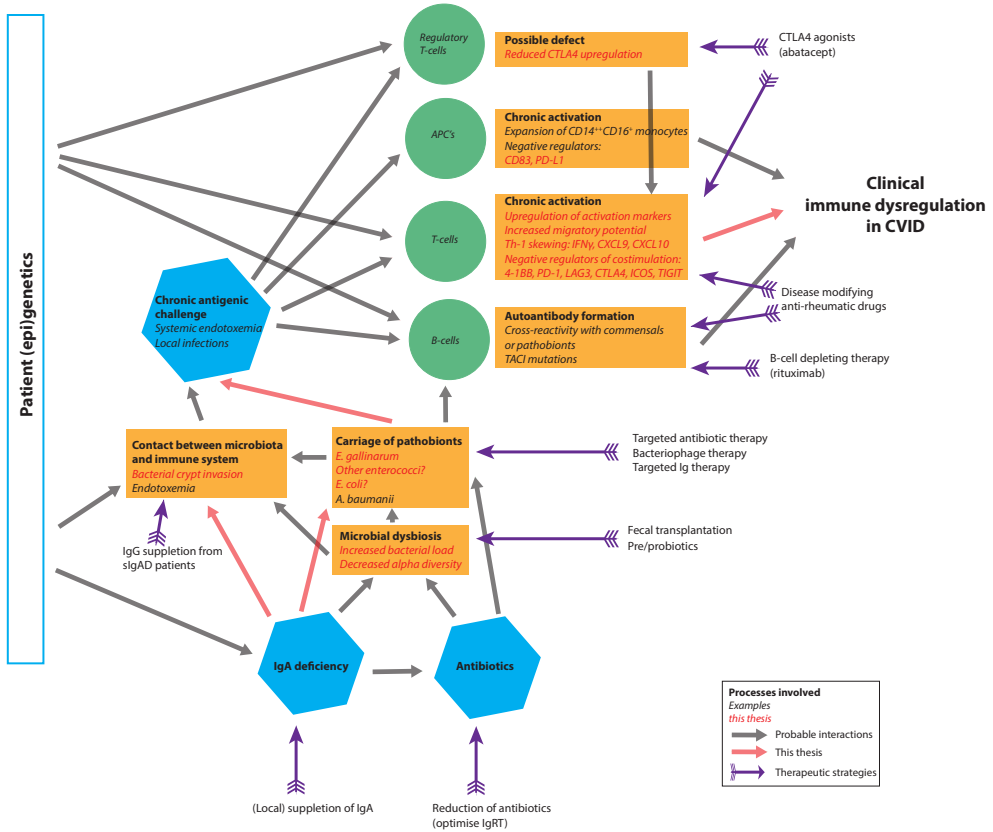 Patient (epi)genetics
Regulatory
T-cells
Possible defect
Reduced CTLA4 upregulation
CTLA4 agonists
(abatacept)
APC's
Chronic activation
Expansion of CD14⁺⁺CD16⁺ monocytes
Negative regulators:
CD83, PD-L1
T-cells
Chronic activation
Upregulation of activation markers
Increased migratory potential
Th-1 skewing: IFNγ, CXCL9, CXCL10
Negative regulators of costimulation:
4-1BB, PD-1, LAG3, CTLA4, ICOS, TIGIT
Clinical
immune dysregulation
in CVID
Disease modifying
anti-rheumatic drugs
Chronic antigenic
challenge
Systemic endotoxemia
Local infections
B-cells
Autoantibody formation
Cross-reactivity with commensals
or pathobionts
TACI mutations
B-cell depleting therapy
(rituximab)
Contact between microbiota
and immune system
Bacterial crypt invasion
Endotoxemia
Carriage of pathobionts
E. gallinarum
Other enterococci?
E. coli?
A. baumanii
Targeted antibiotic therapy
Bacteriophage therapy
Targeted Ig therapy
IgG suppletion from
sIgAD patients
Microbial dysbiosis
Increased bacterial load
Decreased alpha diversity
Fecal transplantation
Pre/probiotics
IgA deficiency
Antibiotics
(Local) suppletion of IgA
Reduction of antibiotics
(optimise IgRT)
Processes involved
Examples
this thesis
Probable interactions
This thesis
Therapeutic strategies